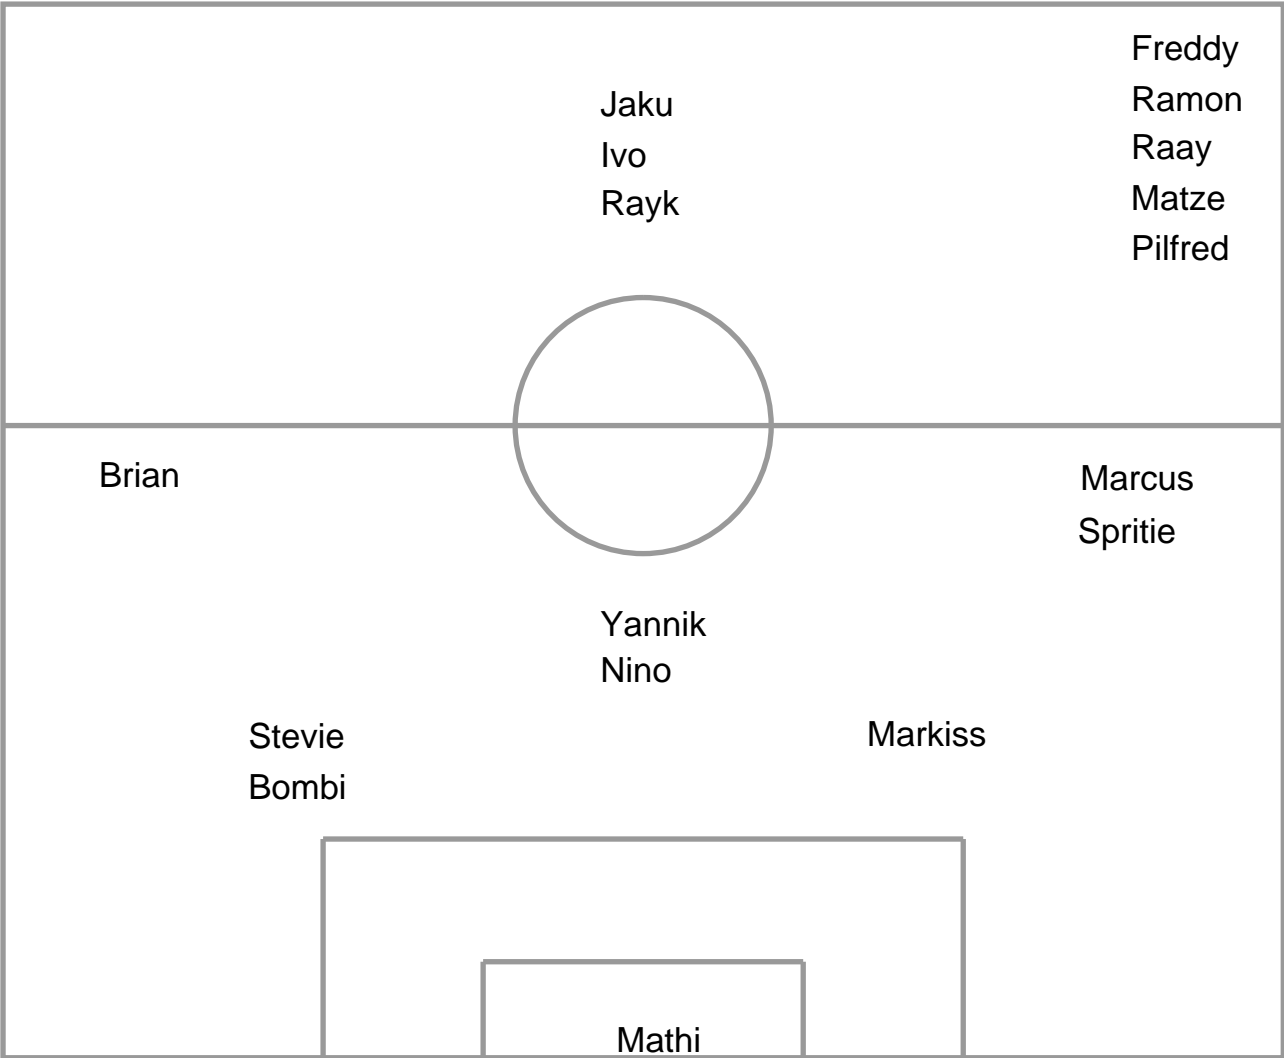 Freddy
Ramon
Raay
Matze
Pilfred
Jaku
Ivo
Rayk
Brian
Marcus
Spritie
Yannik
Nino
Stevie
Bombi
Markiss
Mathi